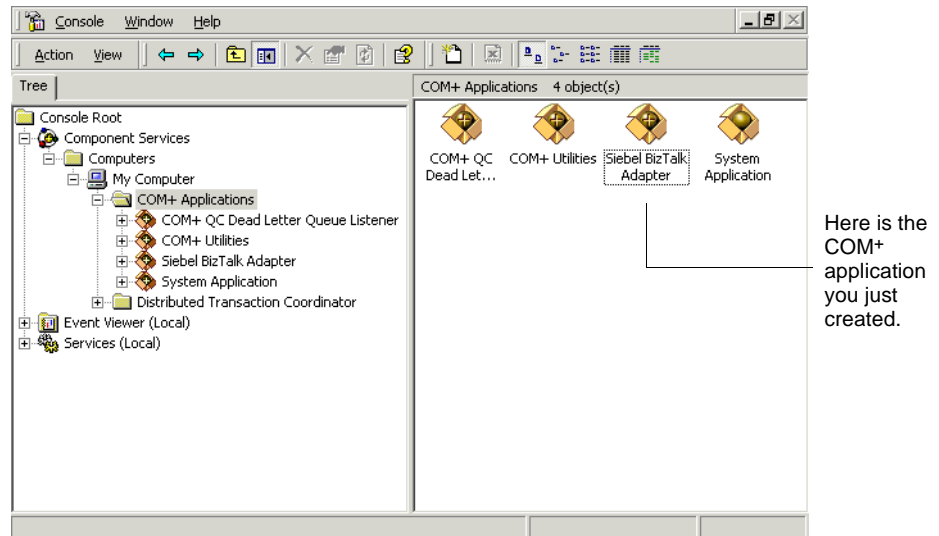 Console Window Help
Action View
Tree
COM+ Applications 4 object(s)
Console Root
Component Services
Computers
My Computer
COM+ Applications
COM+ QC Dead Letter Queue Listener
COM+ Utilities
Siebel BizTalk Adapter
System Application
Distributed Transaction Coordinator
Event Viewer (Local)
Services (Local)
COM+ QC
Dead Let...
COM+ Utilities
Siebel BizTalk
Adapter
System
Application
Here is the
COM+
application
you just
created.